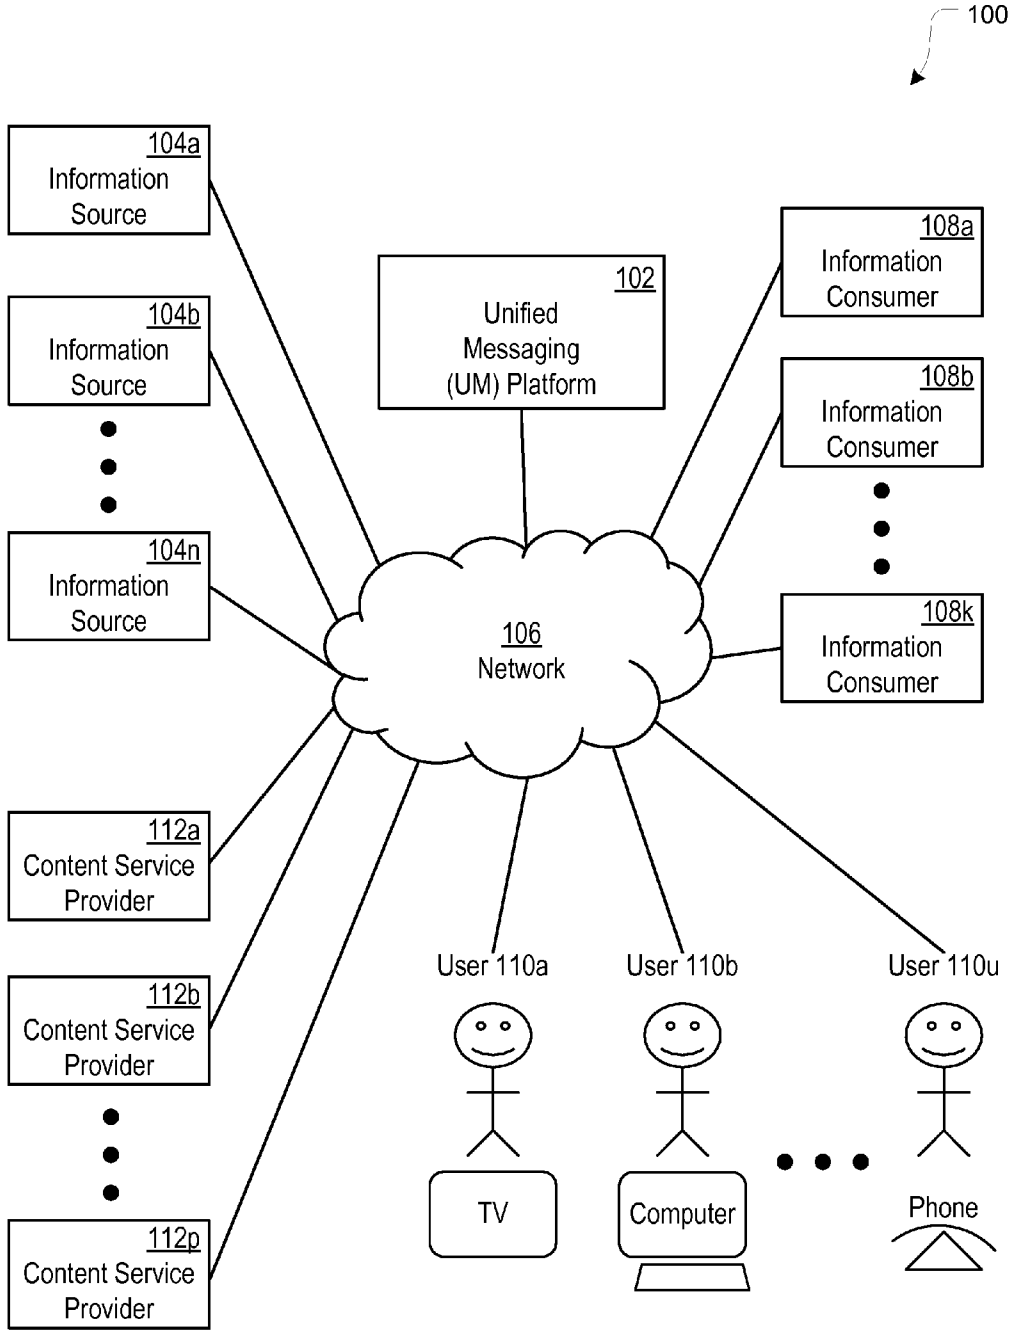 100
104a
Information
Source
104b
Information
Source
104n
Information
Source
102
Unified
Messaging
(UM) Platform
108a
Information
Consumer
108b
Information
Consumer
108k
Information
Consumer
106
Network
112a
Content Service
Provider
112b
Content Service
Provider
112p
Content Service
Provider
User 110a
User 110b
User 110u
TV
Computer
Phone